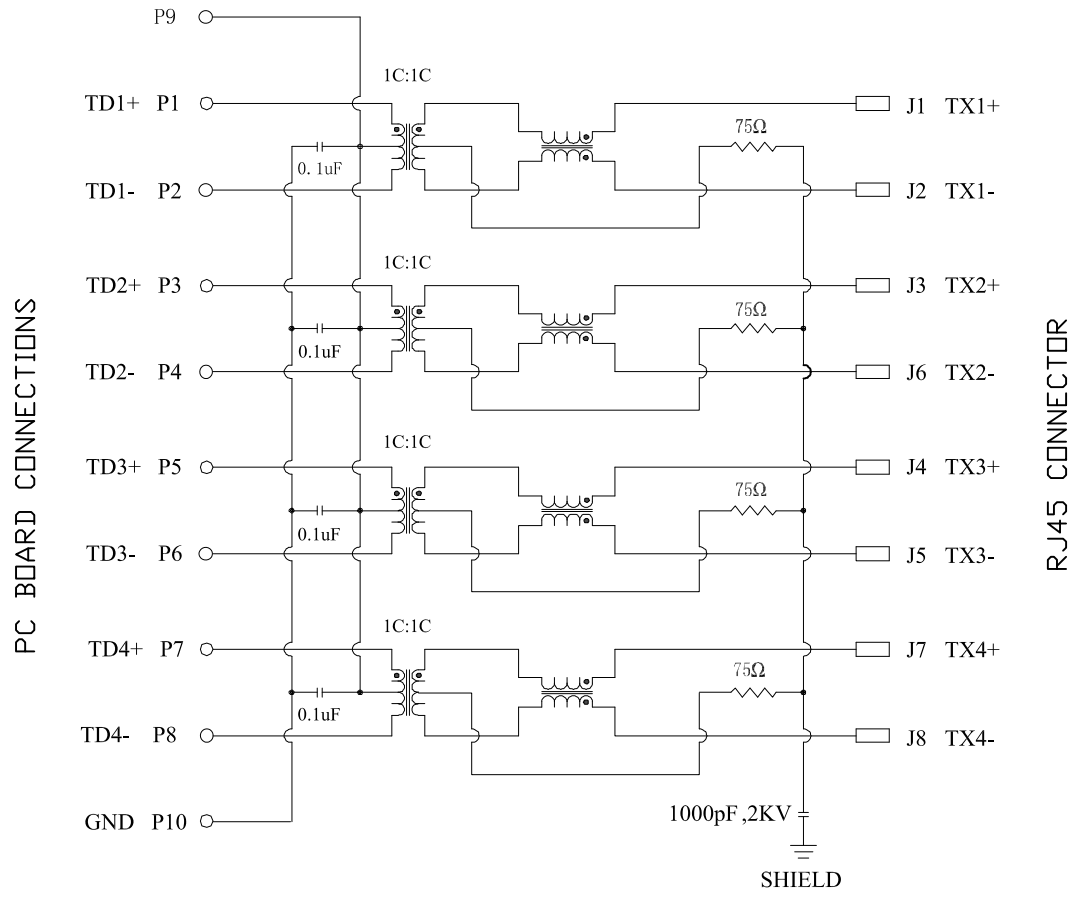 P9
1C:1C
TD1+ P1
J1 TX1+
75Ω
0.1uF
TD1- P2
J2 TX1-
1C:1C
TD2+ P3
J3 TX2+
75Ω
0.1uF
TD2- P4
J6 TX2-
1C:1C
TD3+ P5
J4 TX3+
75Ω
0.1uF
TD3- P6
J5 TX3-
1C:1C
TD4+ P7
J7 TX4+
75Ω
0.1uF
TD4- P8
J8 TX4-
GND P10
1000pF,2KV
SHIELD
PC BOARD CONNECTIONS
RJ45 CONNECTOR